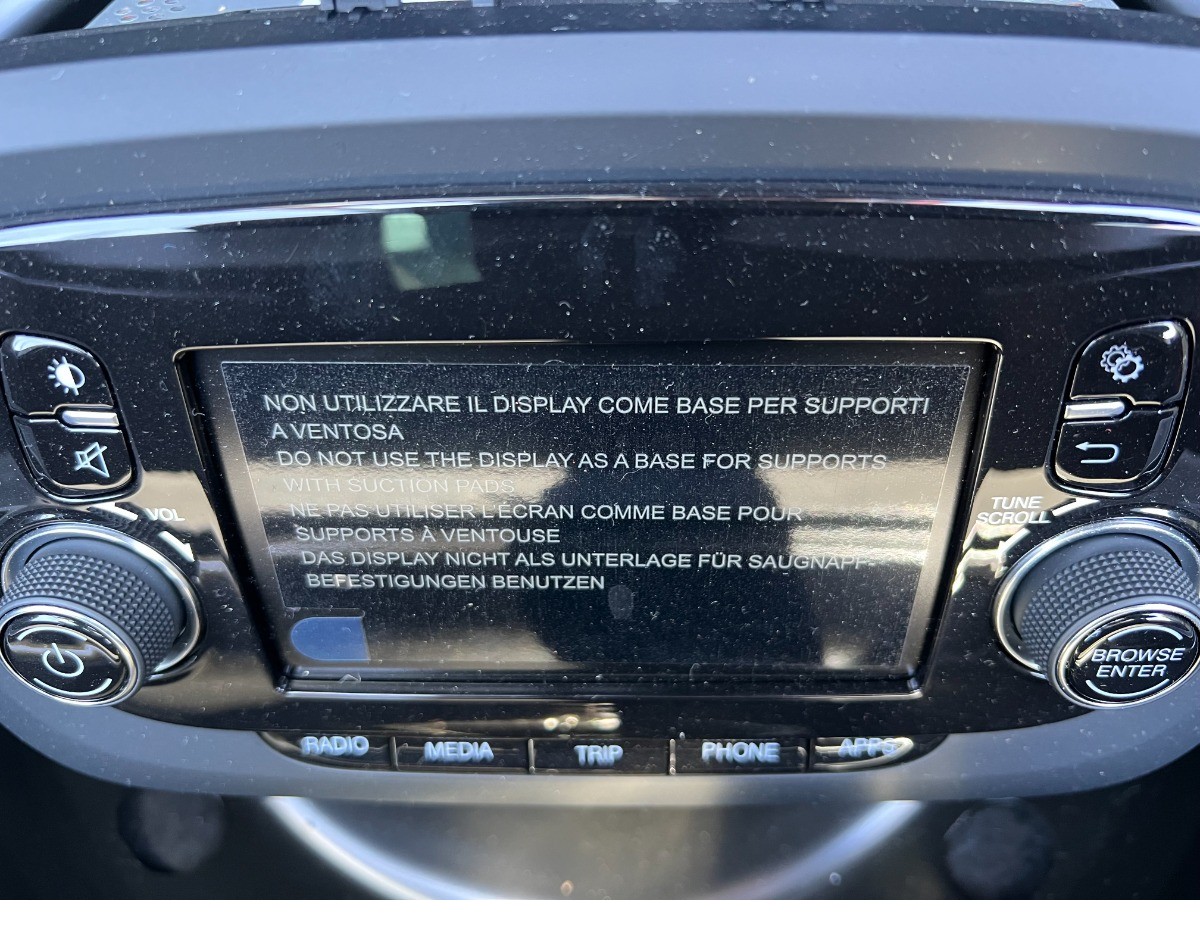 NON UTILIZZARE IL DISPLAY COME BASE PER SUPPORTI
A VENTOSA
DO NOT USE THE DISPLAY AS A BASE FOR SUPPORTS
WITH SUCTION PADS
NE PAS UTILISER L'ÉCRAN COMME BASE POUR
SUPPORTS À VENTOUSE
DAS DISPLAY NICHT ALS UNTERLAGE FÜR SAUGNAPF-
BEFESTIGUNGEN BENUTZEN
VOL
TUNE
SCROLL
BROWSE
ENTER
RADIO
MEDIA
TRIP
PHONE
APPS